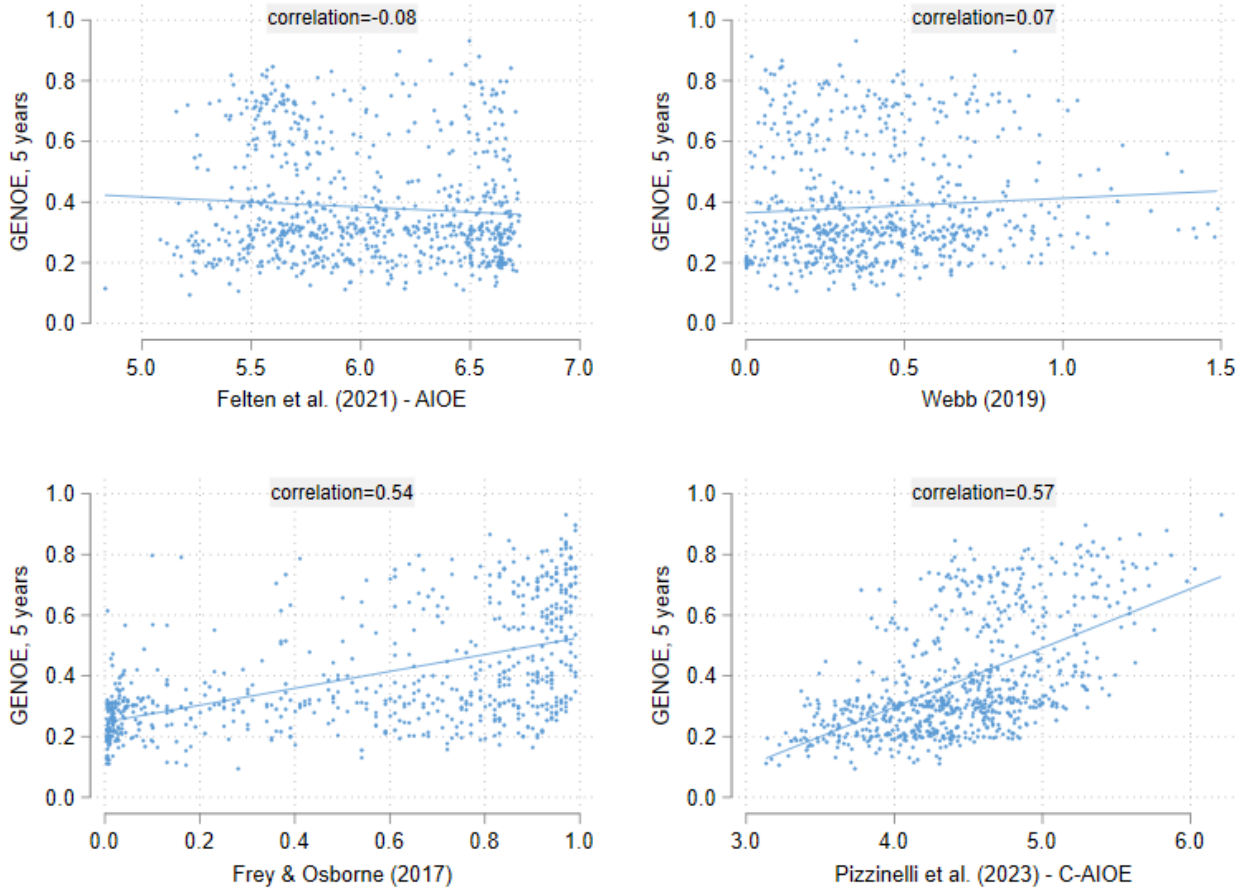 correlation=-0.08
GENOE, 5 years
1.0
0.8
0.6
0.4
0.2
0.0
5.0 5.5 6.0 6.5 7.0
Felten et al. (2021) - AIOE
correlation=0.07
GENOE, 5 years
1.0
0.8
0.6
0.4
0.2
0.0
0.0 0.5 1.0 1.5
Webb (2019)
correlation=0.54
GENOE, 5 years
1.0
0.8
0.6
0.4
0.2
0.0
0.0 0.2 0.4 0.6 0.8 1.0
Frey & Osborne (2017)
correlation=0.57
GENOE, 5 years
1.0
0.8
0.6
0.4
0.2
0.0
3.0 4.0 5.0 6.0
Pizzinelli et al. (2023) - C-AIOE